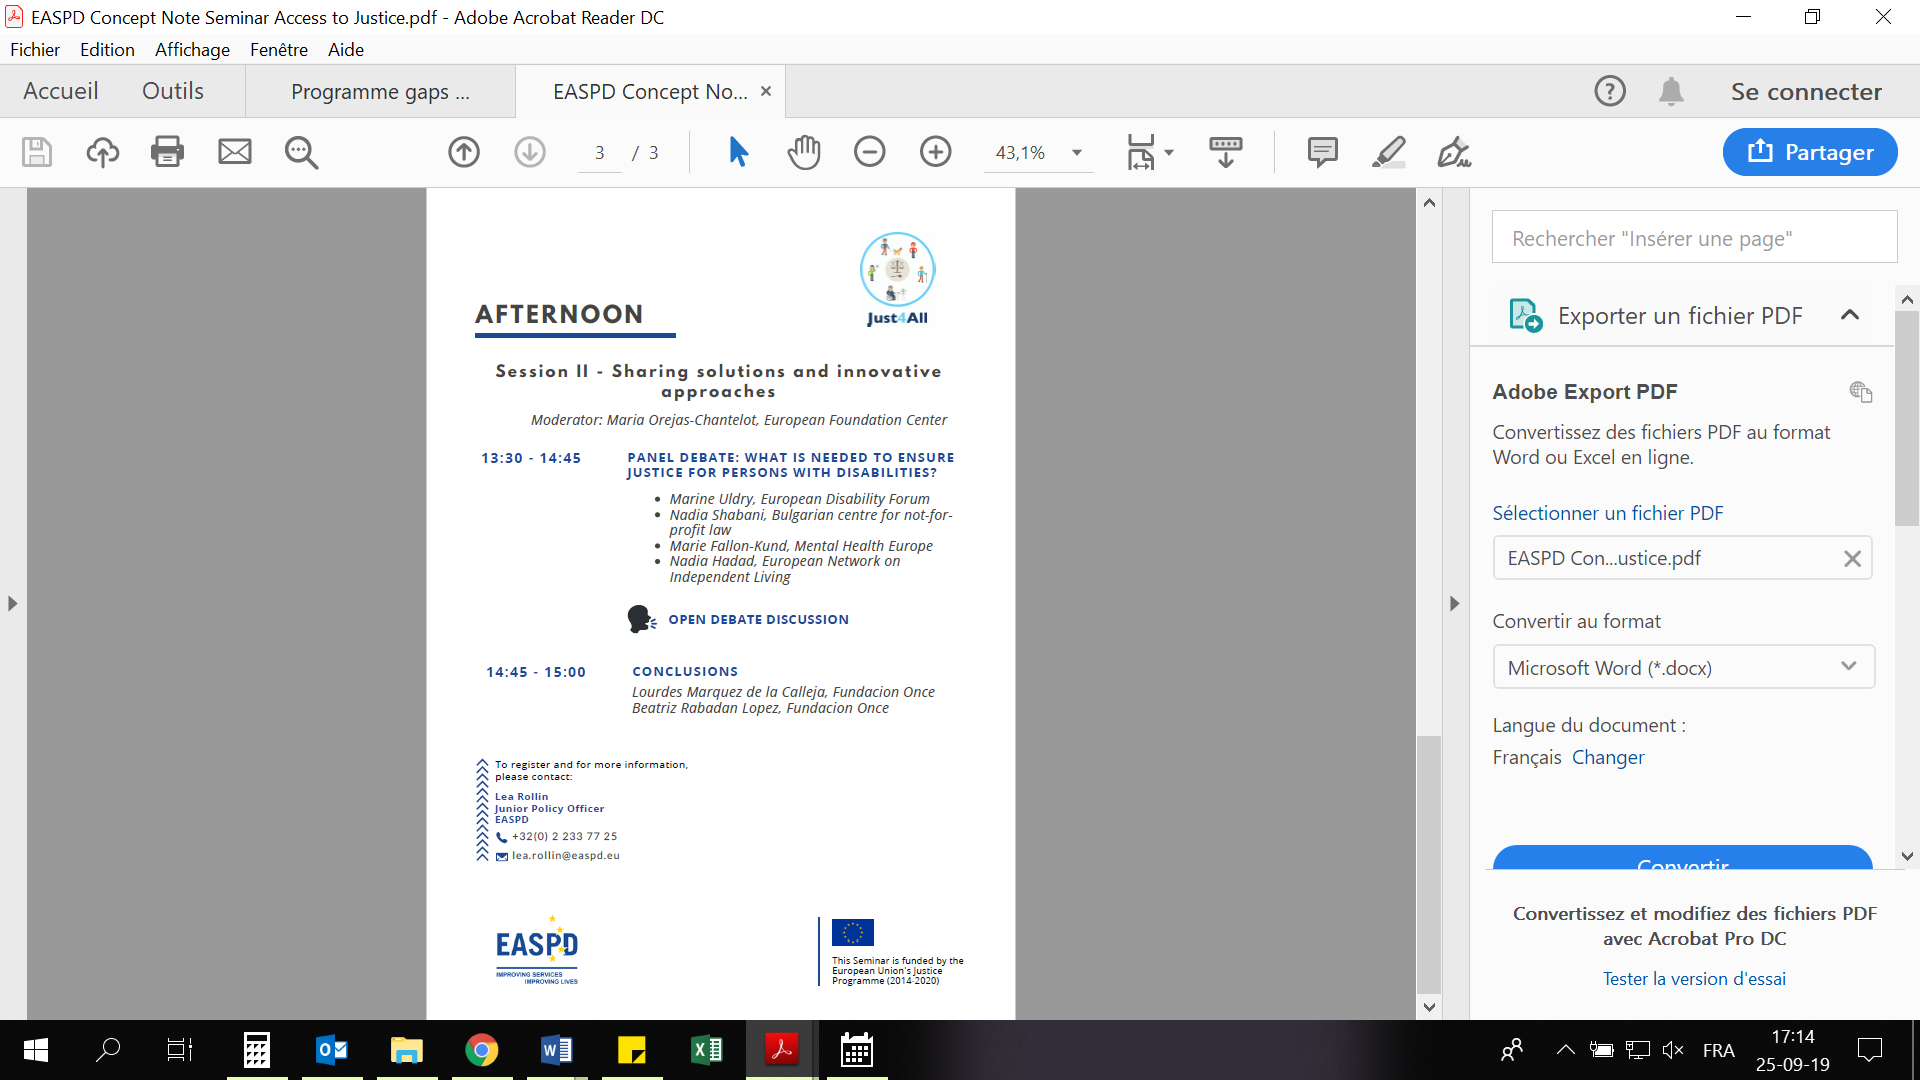 EASPD Concept Note Seminar Access to Justice.pdf - Adobe Acrobat Reader DC
Fichier Edition Affichage Fenêtre Aide
Accueil Outils Programme gaps ... EASPD Concept No... Se connecter
3 / 3 43,1% Partager
Just4All
AFTERNOON
Session II - Sharing solutions and innovative
approaches
Moderator: Maria Orejas-Chantelot, European Foundation Center
13:30 - 14:45 PANEL DEBATE: WHAT IS NEEDED TO ENSURE
JUSTICE FOR PERSONS WITH DISABILITIES?
• Marine Uldry, European Disability Forum
• Nadia Shabani, Bulgarian centre for not-for-
profit law
• Marie Fallon-Kund, Mental Health Europe
• Nadia Hadad, European Network on
Independent Living
OPEN DEBATE DISCUSSION
14:45 - 15:00 CONCLUSIONS
Lourdes Marquez de la Calleja, Fundacion Once
Beatriz Rabadan Lopez, Fundacion Once
To register and for more information,
please contact:
Lea Rollin
Junior Policy Officer
EASPD
+32(0) 2 233 77 25
lea.rollin@easpd.eu
EASPD
IMPROVING SERVICES
IMPROVING LIVES
This Seminar is funded by the
European Union's Justice
Programme (2014-2020)
Rechercher "Insérer une page"
Exporter un fichier PDF
Adobe Export PDF
Convertissez des fichiers PDF au format
Word ou Excel en ligne.
Sélectionner un fichier PDF
EASPD Con...ustice.pdf
Convertir au format
Microsoft Word (*.docx)
Langue du document :
Français Changer
Convertir
Convertissez et modifiez des fichiers PDF
avec Acrobat Pro DC
Tester la version d'essai
FRA
17:14
25-09-19